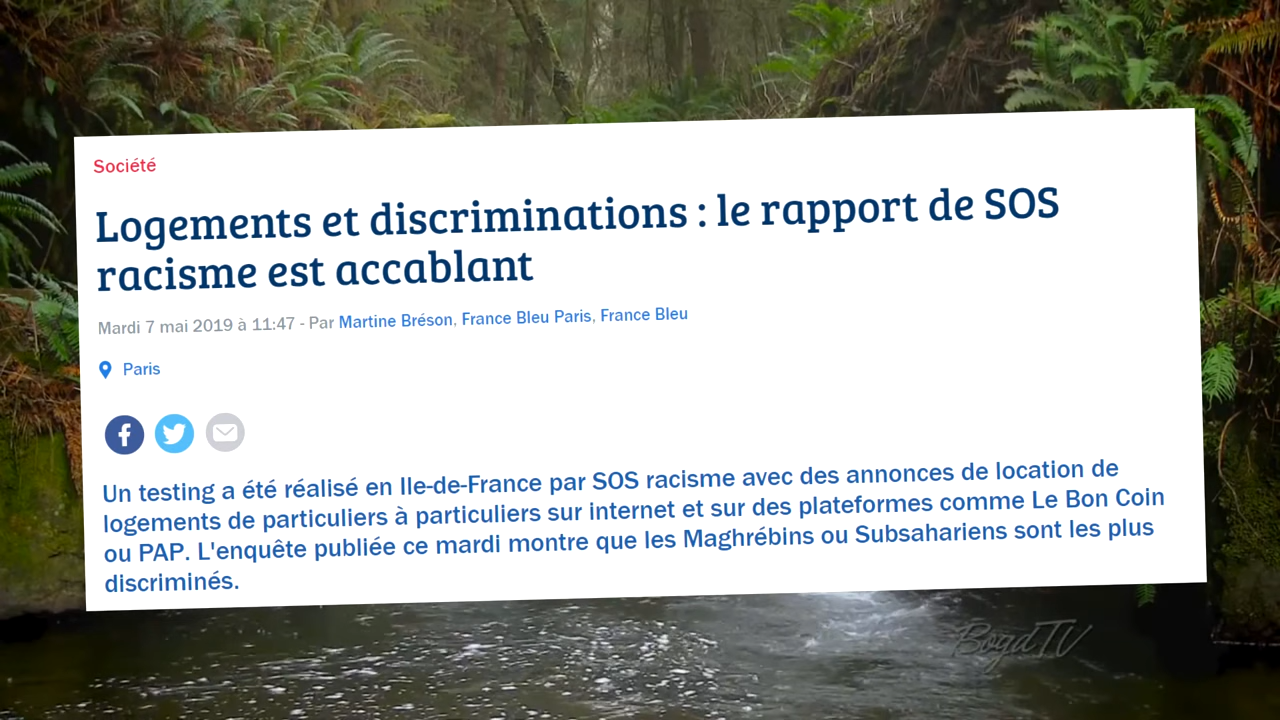 Société
Logements et discriminations : le rapport de SOS
racisme est accablant
Mardi 7 mai 2019 à 11:47 - Par Martine Bréson, France Bleu Paris, France Bleu
Paris
Un testing a été réalisé en Ile-de-France par SOS racisme avec des annonces de location de
logements de particuliers à particuliers sur internet et sur des plateformes comme Le Bon Coin
ou PAP. L'enquête publiée ce mardi montre que les Maghrébins ou Subsahariens sont les plus
discriminés.
BogdTV